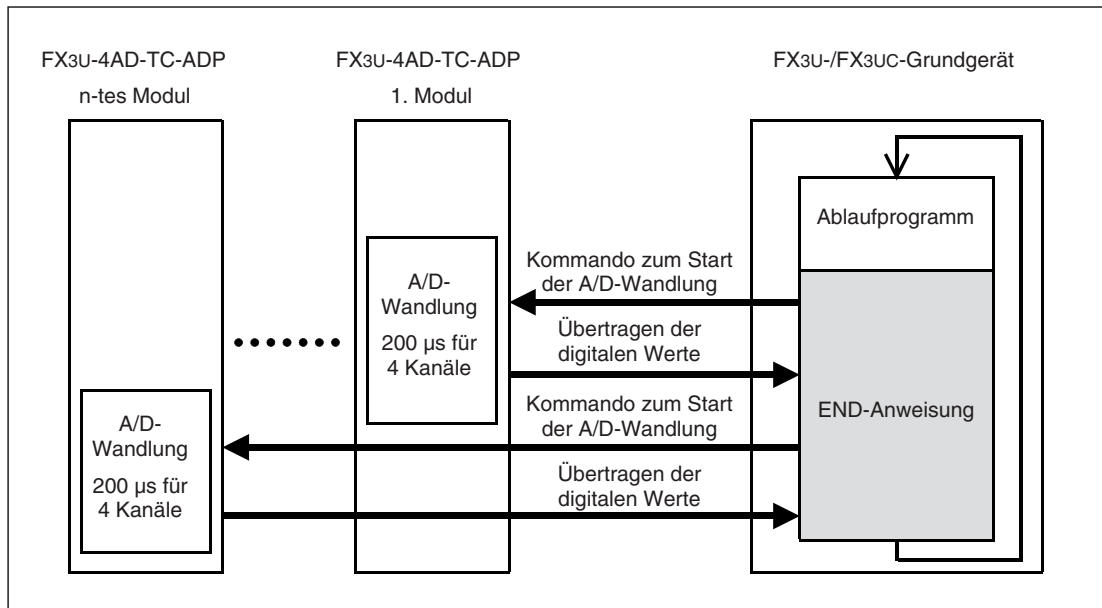 FX3U-4AD-TC-ADP
n-tes Modul
FX3U-4AD-TC-ADP
1. Modul
FX3U-/FX3UC-Grundgerät
Ablaufprogramm
Kommando zum Start
der A/D-Wandlung
A/D-
Wandlung
200 µs für
4 Kanäle
Übertragen der
digitalen Werte
END-Anweisung
Kommando zum Start
der A/D-Wandlung
A/D-
Wandlung
200 µs für
4 Kanäle
Übertragen der
digitalen Werte